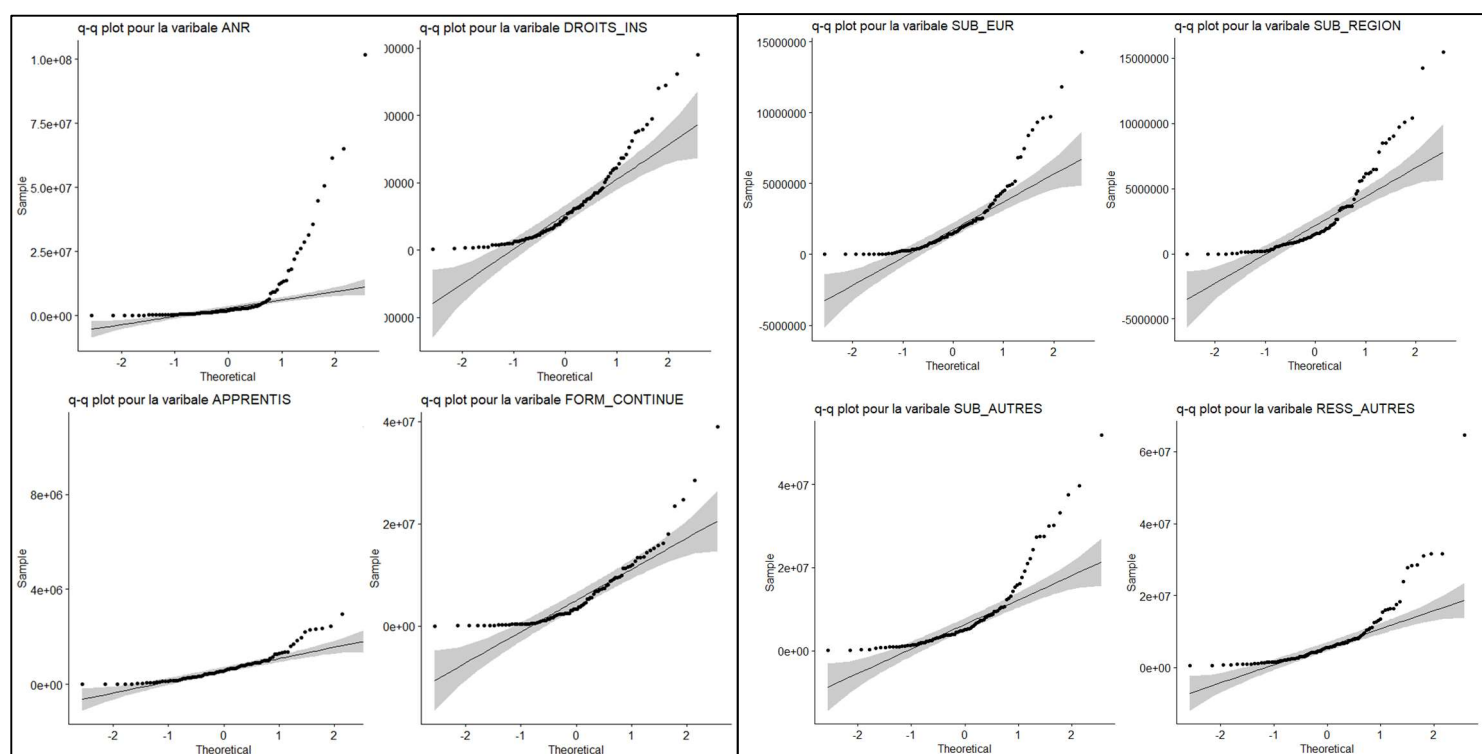 q-q plot pour la varibale ANR
1.0e+08
7.5e+07
5.0e+07
2.5e+07
0.0e+00
Sample
-2 -1 0 1 2
Theoretical
q-q plot pour la varibale DROITS_INS
00000
00000
00000
0
00000
-2 -1 0 1 2
Theoretical
q-q plot pour la varibale SUB_EUR
15000000
10000000
5000000
0
-5000000
Sample
-2 -1 0 1 2
Theoretical
q-q plot pour la varibale SUB_REGION
15000000
10000000
5000000
0
-5000000
Sample
-2 -1 0 1 2
Theoretical
q-q plot pour la varibale APPRENTIS
8e+06
4e+06
0e+00
Sample
-2 -1 0 1 2
Theoretical
q-q plot pour la varibale FORM_CONTINUE
4e+07
2e+07
0e+00
Sample
-2 -1 0 1 2
Theoretical
q-q plot pour la varibale SUB_AUTRES
4e+07
2e+07
0e+00
Sample
-2 -1 0 1 2
Theoretical
q-q plot pour la varibale RESS_AUTRES
6e+07
4e+07
2e+07
0e+00
Sample
-2 -1 0 1 2
Theoretical